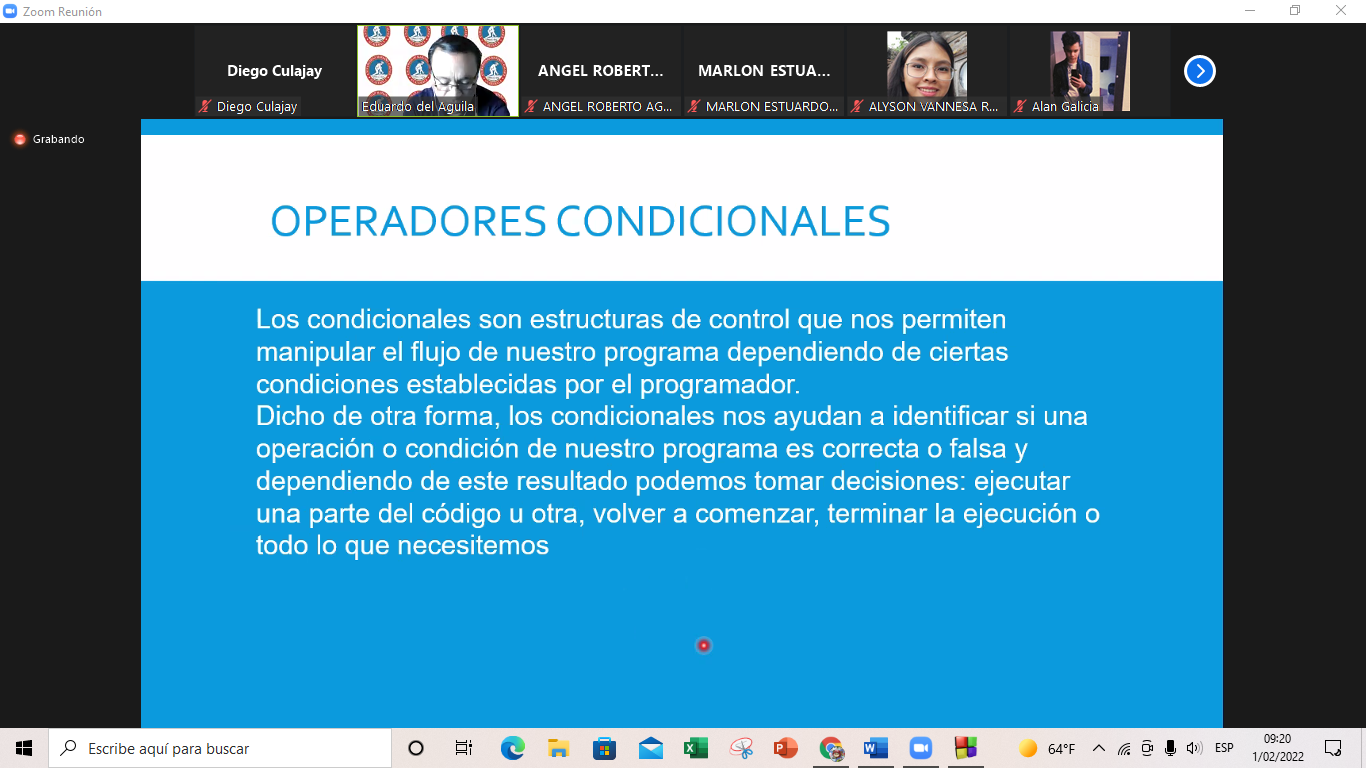 Zoom Reunión
Diego Culajay
ANGEL ROBERT...
MARLON ESTUA...
Diego Culajay
Eduardo del Aguila
ANGEL ROBERTO AG...
MARLON ESTUARDO...
ALYSON VANNESA R...
Alan Galicia
Grabando
OPERADORES CONDICIONALES
Los condicionales son estructuras de control que nos permiten
manipular el flujo de nuestro programa dependiendo de ciertas
condiciones establecidas por el programador.
Dicho de otra forma, los condicionales nos ayudan a identificar si una
operación o condición de nuestro programa es correcta o falsa y
dependiendo de este resultado podemos tomar decisiones: ejecutar
una parte del código u otra, volver a comenzar, terminar la ejecución o
todo lo que necesitemos
Escribe aquí para buscar
64°F
ESP
09:20
1/02/2022